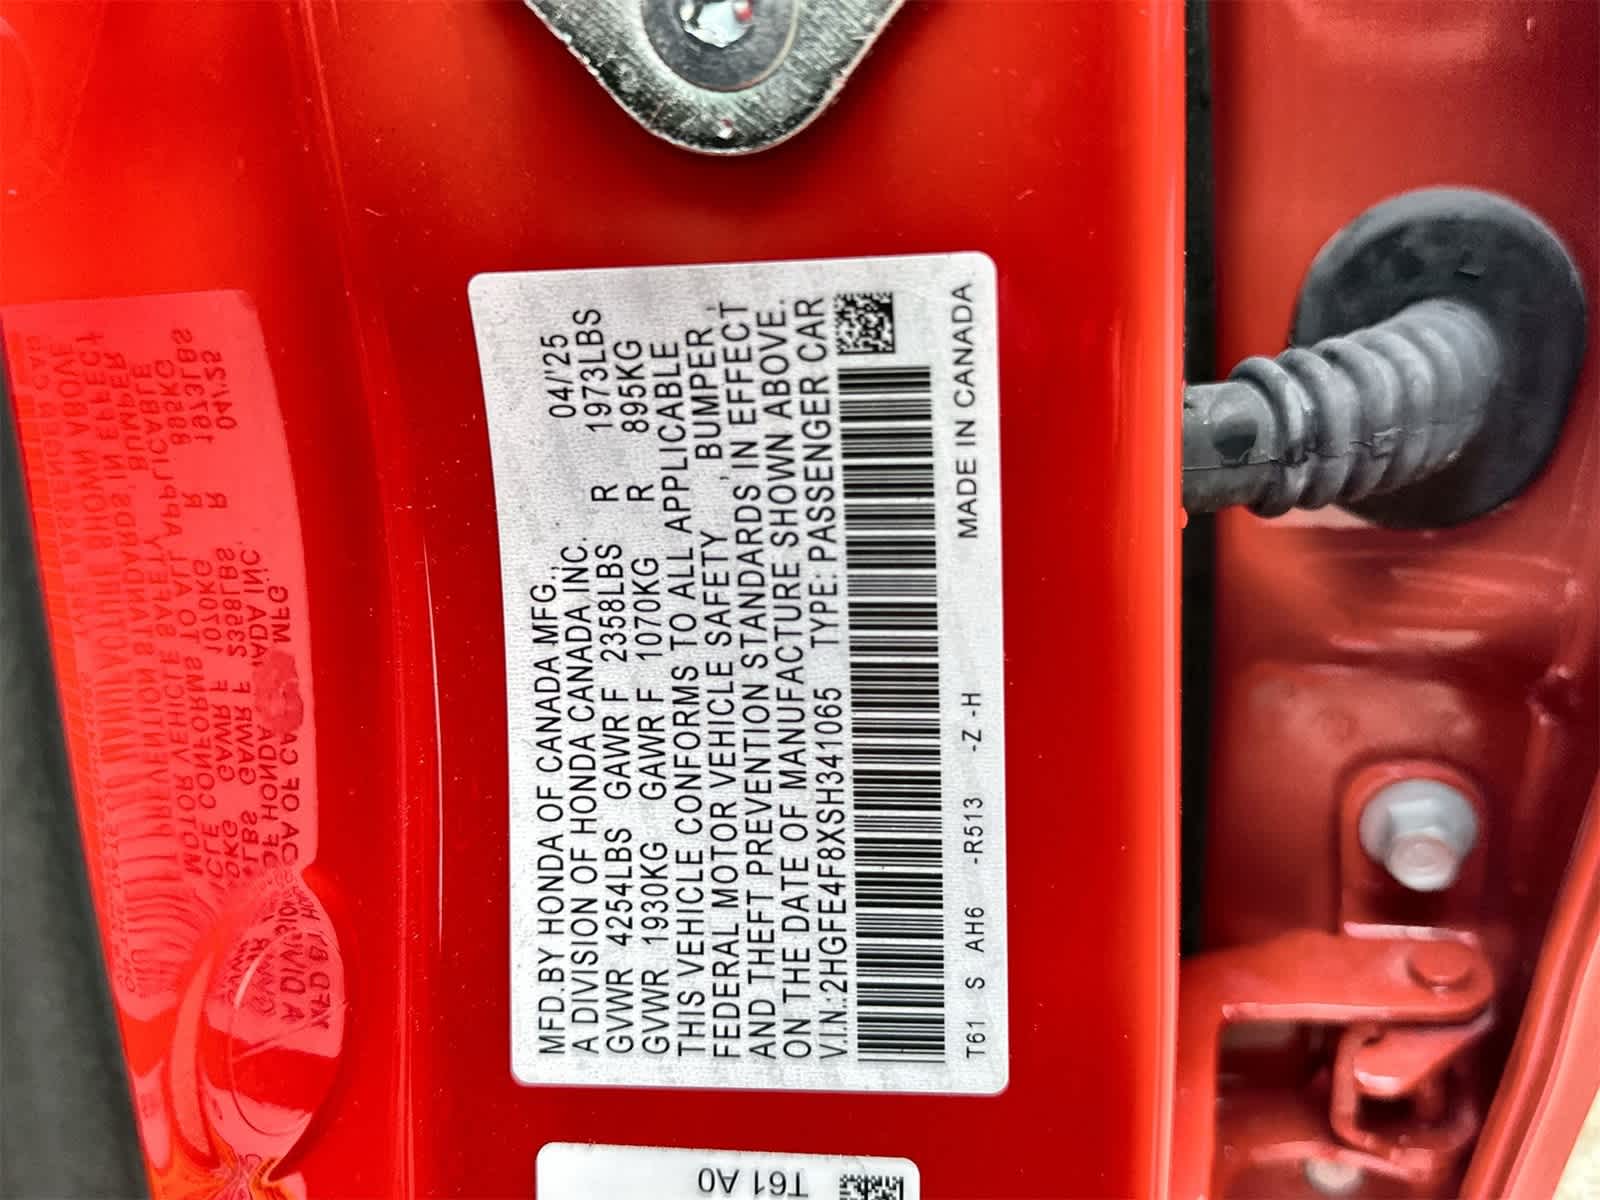 MFD.BY HONDA OF CANADA MFG., 04/'25
A DIVISION OF HONDA CANADA INC.
GVWR 4254LBS GAWR F 2358LBS R 1973LBS
GVWR 1930KG GAWR F 1070KG R 895KG
THIS VEHICLE CONFORMS TO ALL APPLICABLE
FEDERAL MOTOR VEHICLE SAFETY , BUMPER ,
AND THEFT PREVENTION STANDARDS IN EFFECT
ON THE DATE OF MANUFACTURE SHOWN ABOVE.
V.I.N.:2HGFE4F8XSH341065 TYPE: PASSENGER CAR
MADE IN CANADA
T61 S AH6 -R513 -Z -H
T61 A0